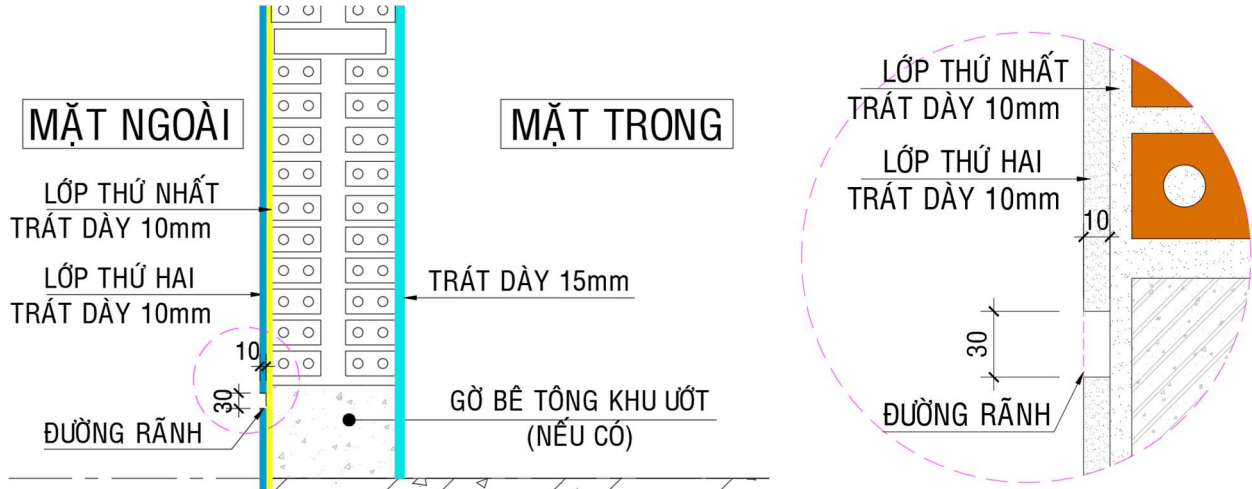 MẶT NGOÀI
MẶT TRONG
LỚP THỨ NHẤT
TRÁT DÀY 10mm
LỚP THỨ HAI
TRÁT DÀY 10mm
TRÁT DÀY 15mm
10
30
ĐƯỜNG RÃNH
GỜ BÊ TÔNG KHU ƯỚT
(NẾU CÓ)
LỚP THỨ NHẤT
TRÁT DÀY 10mm
LỚP THỨ HAI
TRÁT DÀY 10mm
10
30
ĐƯỜNG RÃNH